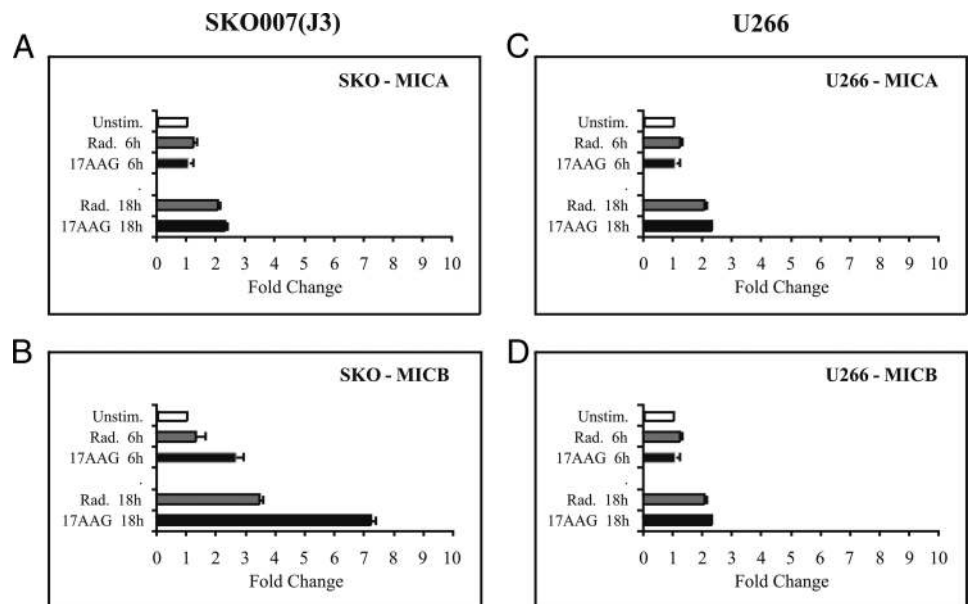 SKO007(J3)
A
SKO - MICA
Unstim.
Rad. 6h
17AAG 6h
.
Rad. 18h
17AAG 18h
0 1 2 3 4 5 6 7 8 9 10
Fold Change
B
SKO - MICB
Unstim.
Rad. 6h
17AAG 6h
.
Rad. 18h
17AAG 18h
0 1 2 3 4 5 6 7 8 9 10
Fold Change
U266
C
U266 - MICA
Unstim.
Rad. 6h
17AAG 6h
.
Rad. 18h
17AAG 18h
0 1 2 3 4 5 6 7 8 9 10
Fold Change
D
U266 - MICB
Unstim.
Rad. 6h
17AAG 6h
.
Rad. 18h
17AAG 18h
0 1 2 3 4 5 6 7 8 9 10
Fold Change